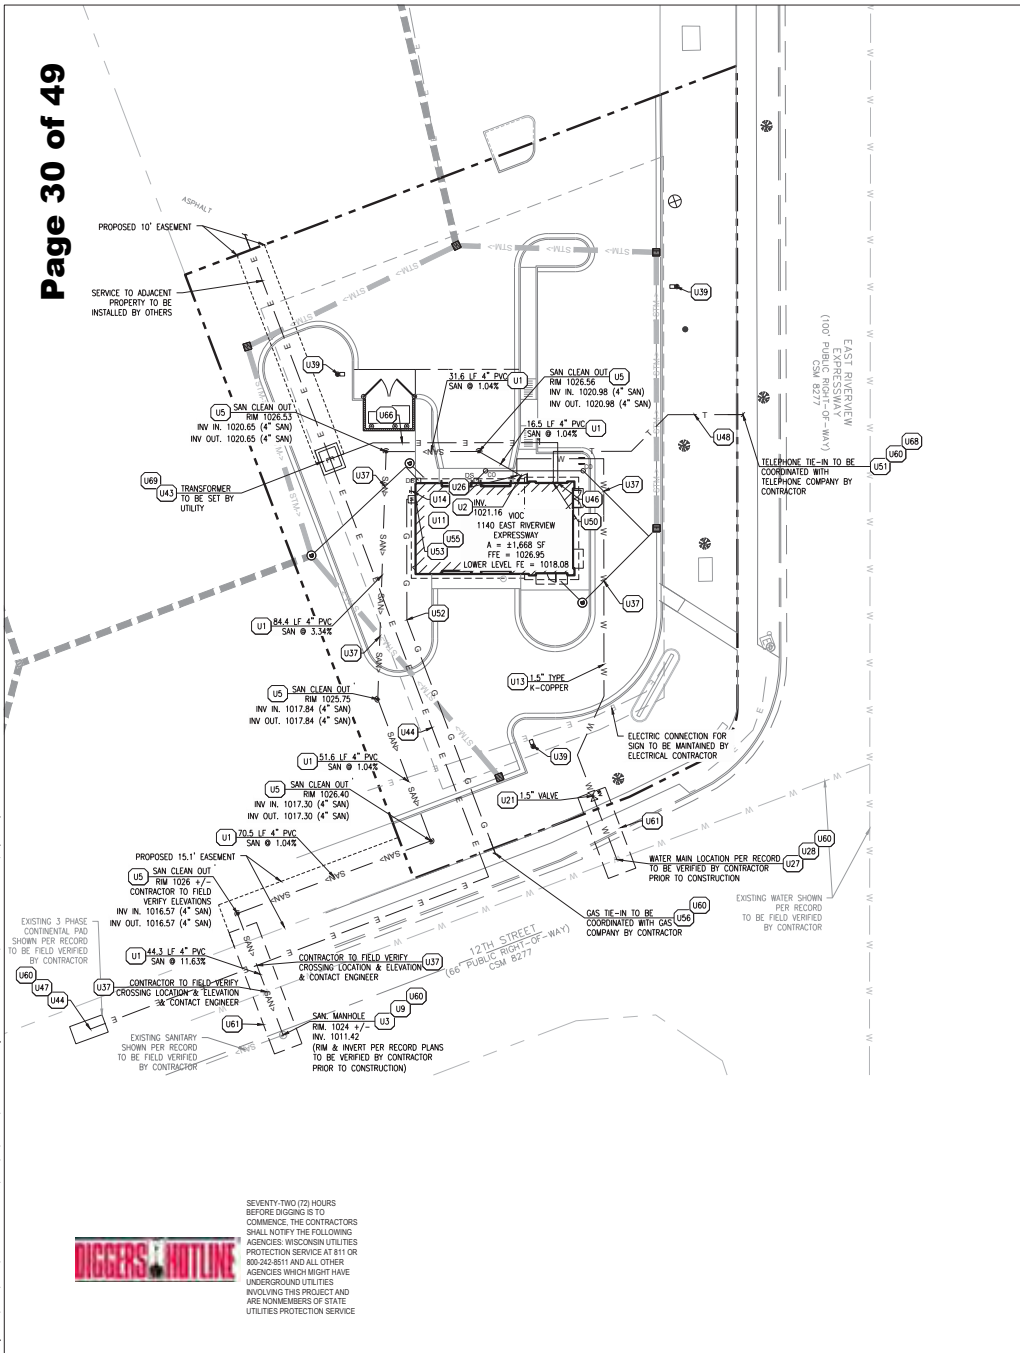 Page 30 of 49
ASPHALT
PROPOSED 10' EASEMENT
SERVICE TO ADJACENT
PROPERTY TO BE
INSTALLED BY OTHERS
U39
U39
EAST RIVERVIEW
EXPRESSWAY
(100' PUBLIC RIGHT-OF-WAY)
CSM 8277
31.6 LF 4" PVC
SAN @ 1.04%
U1
SAN CLEAN OUT
RIM 1026.56
INV IN. 1020.98 (4" SAN)
INV OUT. 1020.98 (4" SAN)
U5
U5
SAN CLEAN OUT
RIM 1026.53
INV IN. 1020.65 (4" SAN)
INV OUT. 1020.65 (4" SAN)
U66
16.5 LF 4" PVC
SAN @ 1.04%
U1
U48
TELEPHONE TIE-IN TO BE
COORDINATED WITH
TELEPHONE COMPANY BY
CONTRACTOR
U68
U60
U51
U69
U43
TRANSFORMER
TO BE SET BY
UTILITY
U37
U14
U26
U2
INV.
1021.16
U46
U50
U37
U11
U55
U53
VIOC
1140 EAST RIVERVIEW
EXPRESSWAY
A = ±1,668 SF
FFE = 1026.95
LOWER LEVEL FE = 1018.08
U37
U52
U1
84.4 LF 4" PVC
SAN @ 3.34%
U37
U13
1.5" TYPE
K-COPPER
U5
SAN CLEAN OUT
RIM 1025.75
INV IN. 1017.84 (4" SAN)
INV OUT. 1017.84 (4" SAN)
U44
ELECTRIC CONNECTION FOR
SIGN TO BE MAINTAINED BY
ELECTRICAL CONTRACTOR
U39
U1
51.6 LF 4" PVC
SAN @ 1.04%
U5
SAN CLEAN OUT
RIM 1026.40
INV IN. 1017.30 (4" SAN)
INV OUT. 1017.30 (4" SAN)
U21
1.5" VALVE
U61
U1
70.5 LF 4" PVC
SAN @ 1.04%
WATER MAIN LOCATION PER RECORD
TO BE VERIFIED BY CONTRACTOR
PRIOR TO CONSTRUCTION
U60
U28
U27
PROPOSED 15.1' EASEMENT
U5
SAN CLEAN OUT
RIM 1026 +/-
CONTRACTOR TO FIELD
VERIFY ELEVATIONS
INV IN. 1016.57 (4" SAN)
INV OUT. 1016.57 (4" SAN)
EXISTING WATER SHOWN
PER RECORD
TO BE FIELD VERIFIED
BY CONTRACTOR
GAS TIE-IN TO BE
COORDINATED WITH GAS
COMPANY BY CONTRACTOR
U60
U56
EXISTING 3 PHASE
CONTINENTAL PAD
SHOWN PER RECORD
TO BE FIELD VERIFIED
BY CONTRACTOR
12TH STREET
(66' PUBLIC RIGHT-OF-WAY)
CSM 8277
U1
44.3 LF 4" PVC
SAN @ 11.63%
CONTRACTOR TO FIELD VERIFY
CROSSING LOCATION & ELEVATION
& CONTACT ENGINEER
U37
U60
U47
U44
U37
CONTRACTOR TO FIELD VERIFY
CROSSING LOCATION & ELEVATION
& CONTACT ENGINEER
U61
SAN. MANHOLE
RIM. 1024 +/-
INV. 1011.42
(RIM & INVERT PER RECORD PLANS
TO BE VERIFIED BY CONTRACTOR
PRIOR TO CONSTRUCTION)
U60
U9
U3
EXISTING SANITARY
SHOWN PER RECORD
TO BE FIELD VERIFIED
BY CONTRACTOR
DIGGERS HOTLINE
SEVENTY-TWO (72) HOURS
BEFORE DIGGING IS TO
COMMENCE, THE CONTRACTORS
SHALL NOTIFY THE FOLLOWING
AGENCIES: WISCONSIN UTILITIES
PROTECTION SERVICE AT 811 OR
800-242-8511 AND ALL OTHER
AGENCIES WHICH MIGHT HAVE
UNDERGROUND UTILITIES
INVOLVING THIS PROJECT AND
ARE NONMEMBERS OF STATE
UTILITIES PROTECTION SERVICE